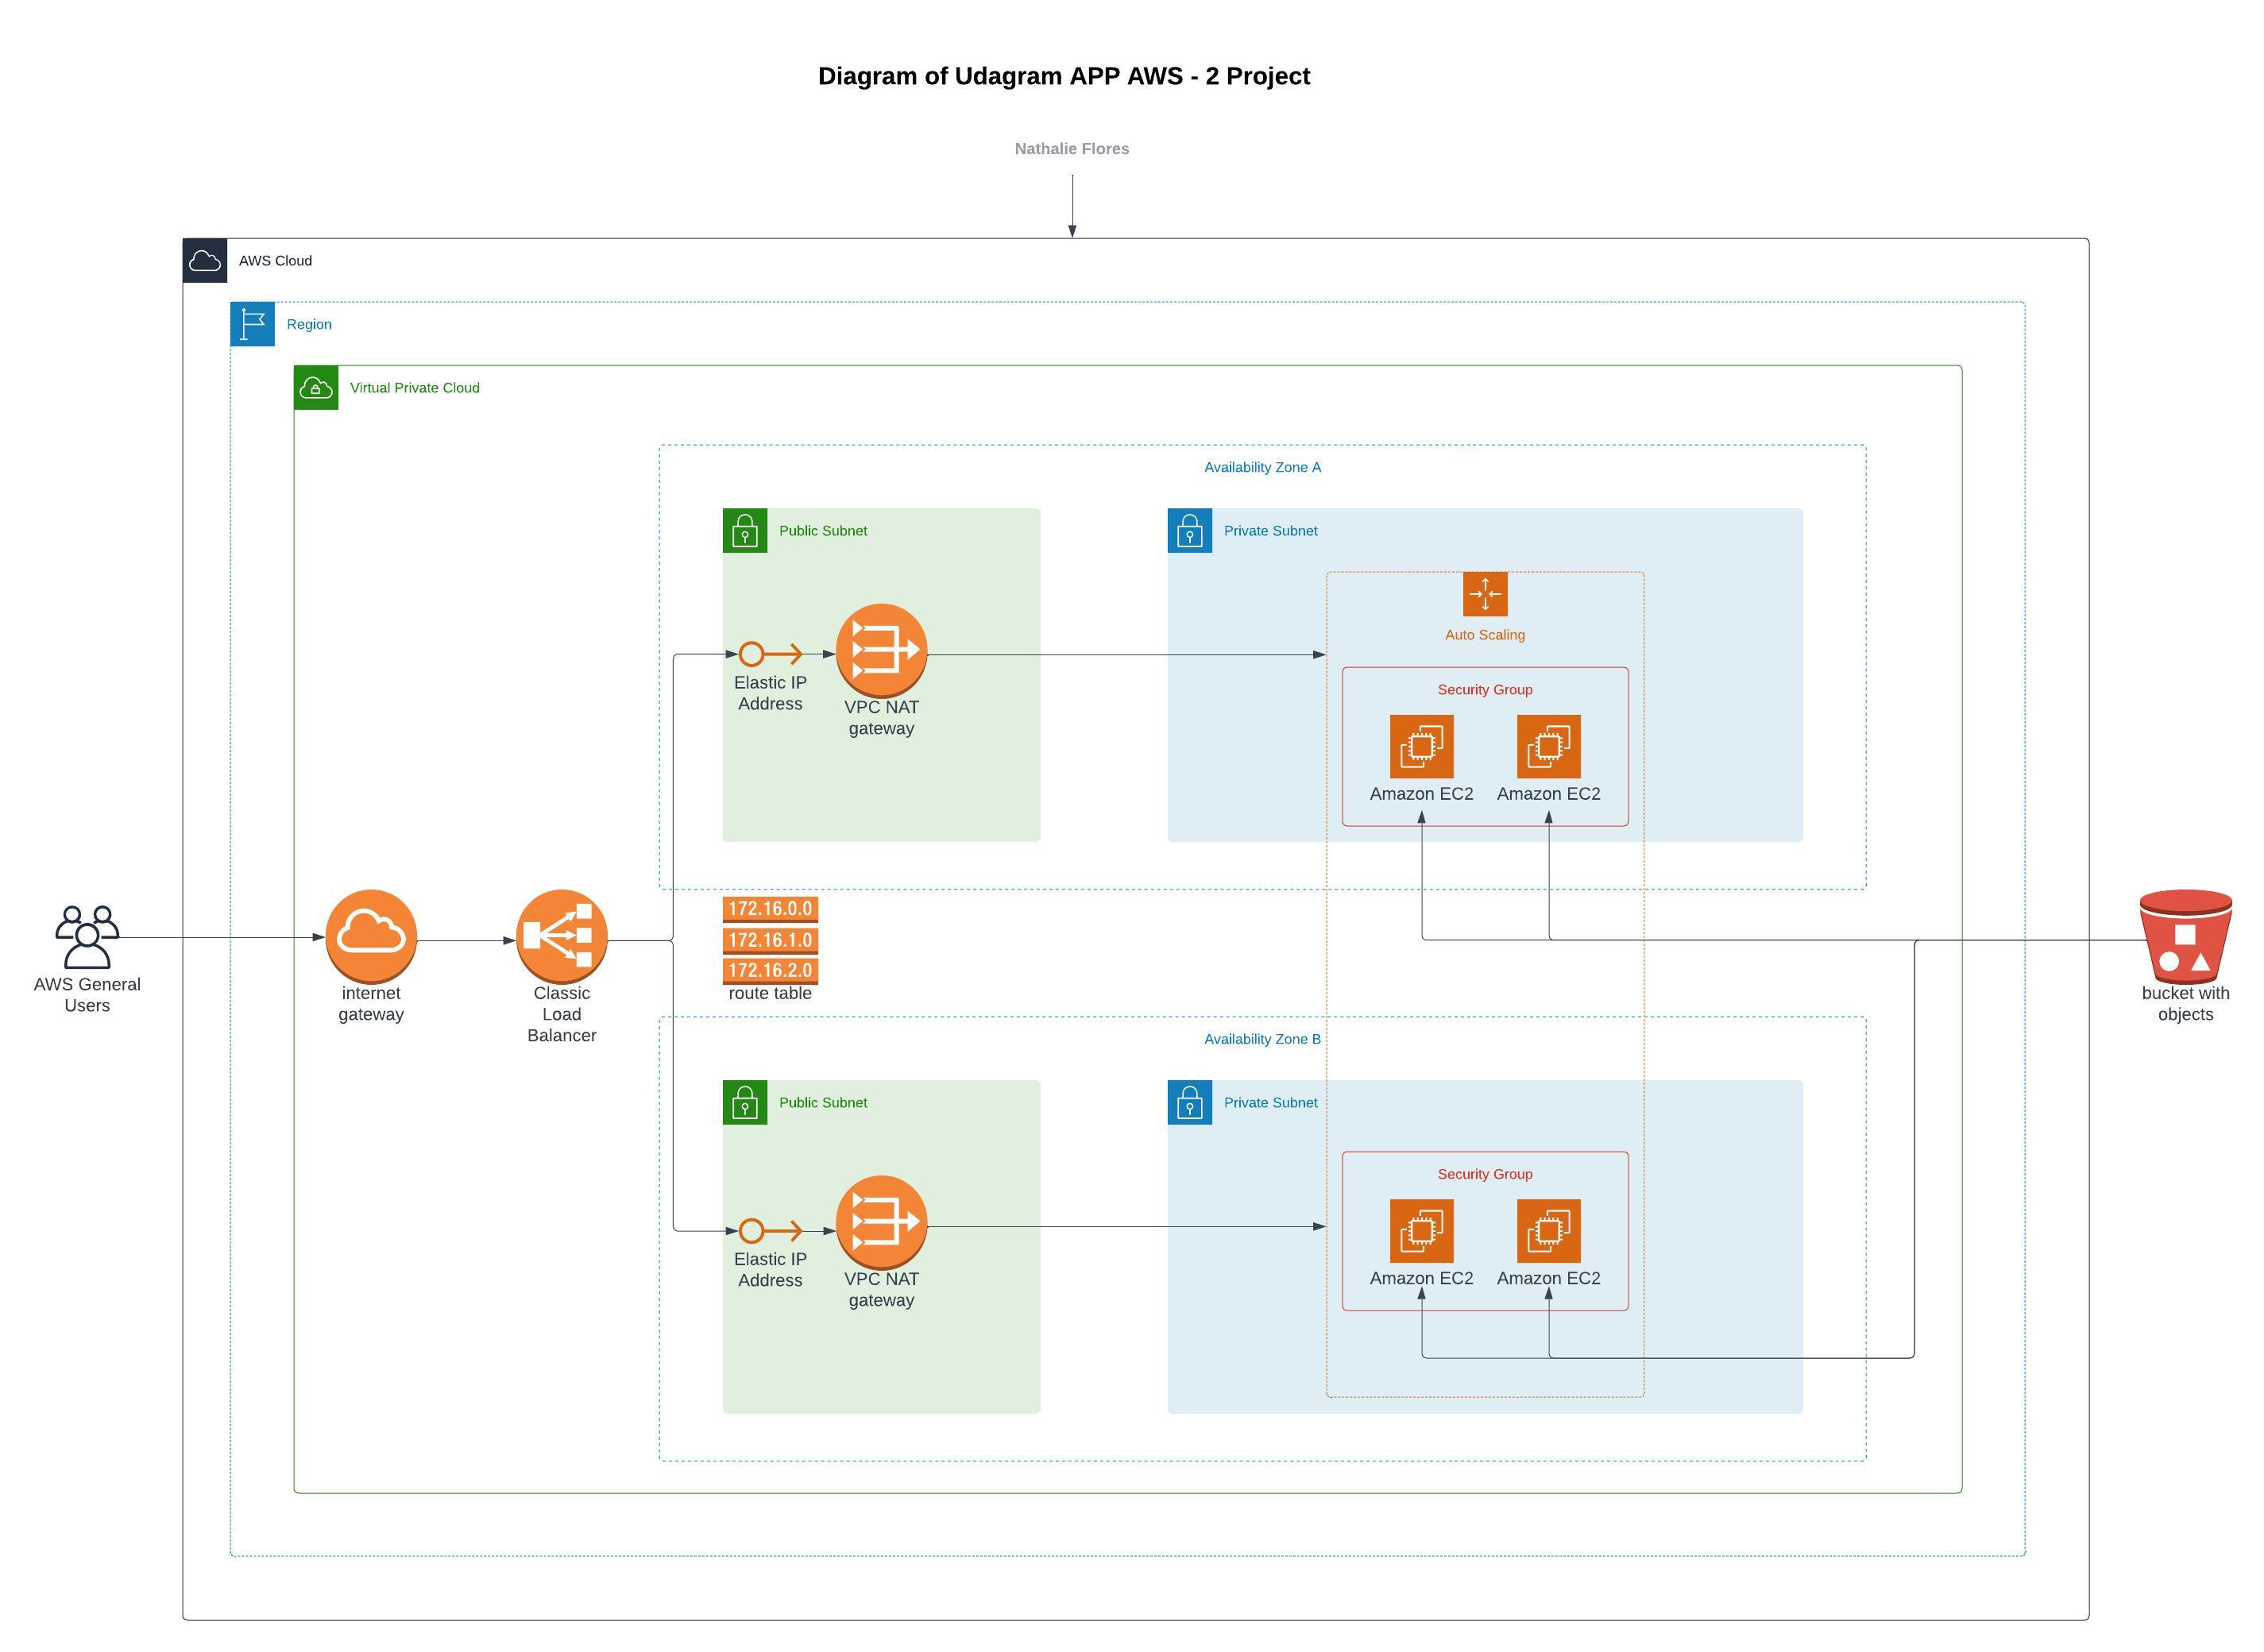 Diagram of Udagram APP AWS - 2 Project
Nathalie Flores
AWS Cloud
Region
Virtual Private Cloud
Availability Zone A
Public Subnet
Private Subnet
Auto Scaling
Elastic IP
Address
VPC NAT
gateway
Security Group
Amazon EC2
Amazon EC2
AWS General
Users
internet
gateway
Classic
Load
Balancer
172.16.0.0
172.16.1.0
172.16.2.0
route table
bucket with
objects
Availability Zone B
Public Subnet
Private Subnet
Elastic IP
Address
VPC NAT
gateway
Security Group
Amazon EC2
Amazon EC2